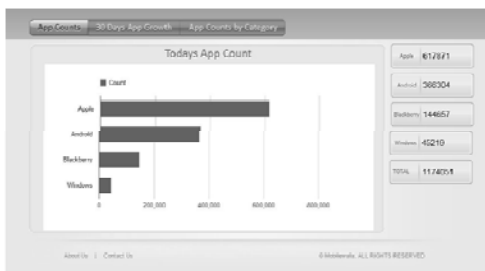 App Counts 30 Days App Growth App Counts by Category
Todays App Count
Count
Apple
Android
Blackberry
Windows
0 200,000 400,000 600,000 800,000
Apple 617871
Android 368304
Blackberry 144657
Windows 43219
TOTAL 1174051
About Us | Contact Us
© Mobilewalla, ALL RIGHTS RESERVED